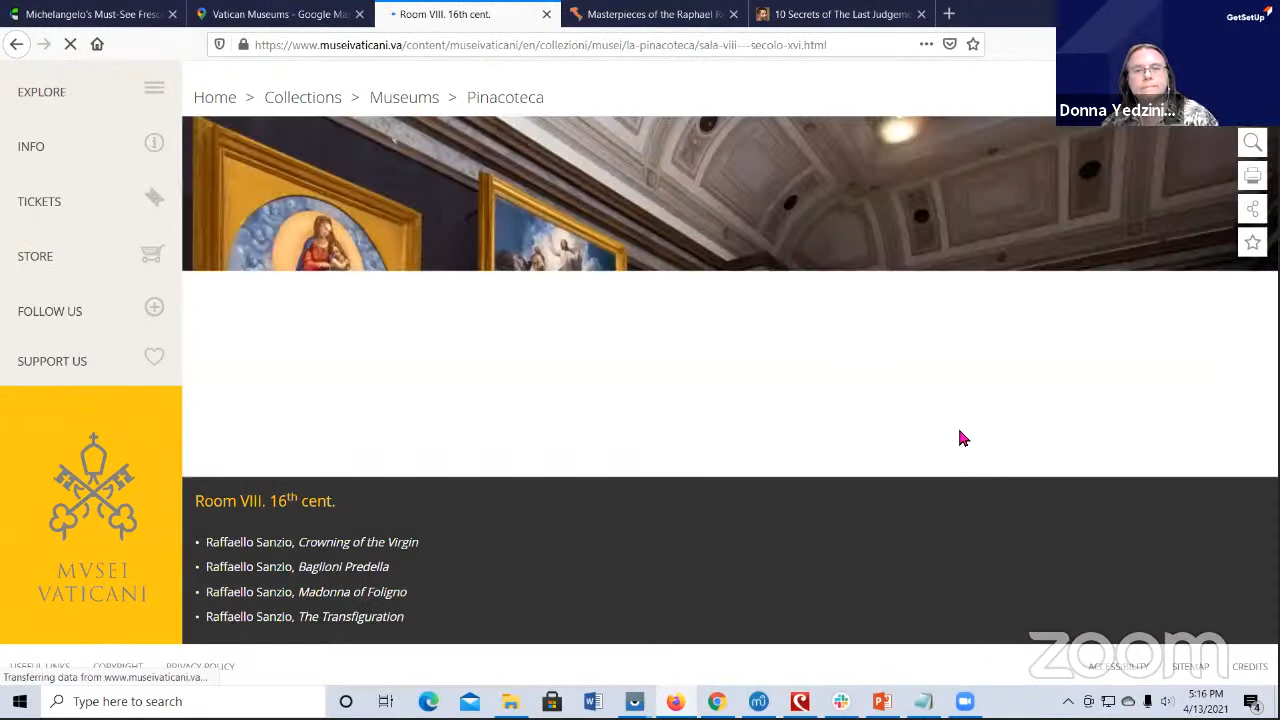 Michelangelo's Must-See Fresc
Vatican Museums - Google Ma
Room VIII. 16th cent.
Masterpieces of the Raphael R
10 Secrets of The Last Judgeme
GetSetUp
https://www.museivaticani.va/content/museivaticani/en/collezioni/musei/la-pinacoteca/sala-viii---secolo-xvi.html
Donna Yedzini...
EXPLORE
INFO
TICKETS
STORE
FOLLOW US
SUPPORT US
MVSEI
VATICANI
Home > Collections > Museums > Pinacoteca
Room VIII. 16th cent.
• Raffaello Sanzio, Crowning of the Virgin
• Raffaello Sanzio, Baglioni Predella
• Raffaello Sanzio, Madonna of Foligno
• Raffaello Sanzio, The Transfiguration
zoom
USEFUL LINKS COPYRIGHT PRIVACY POLICY ACCESSIBILITY SITEMAP CREDITS
Transferring data from www.museivaticani.va...
Type here to search
5:16 PM
4/13/2021
4